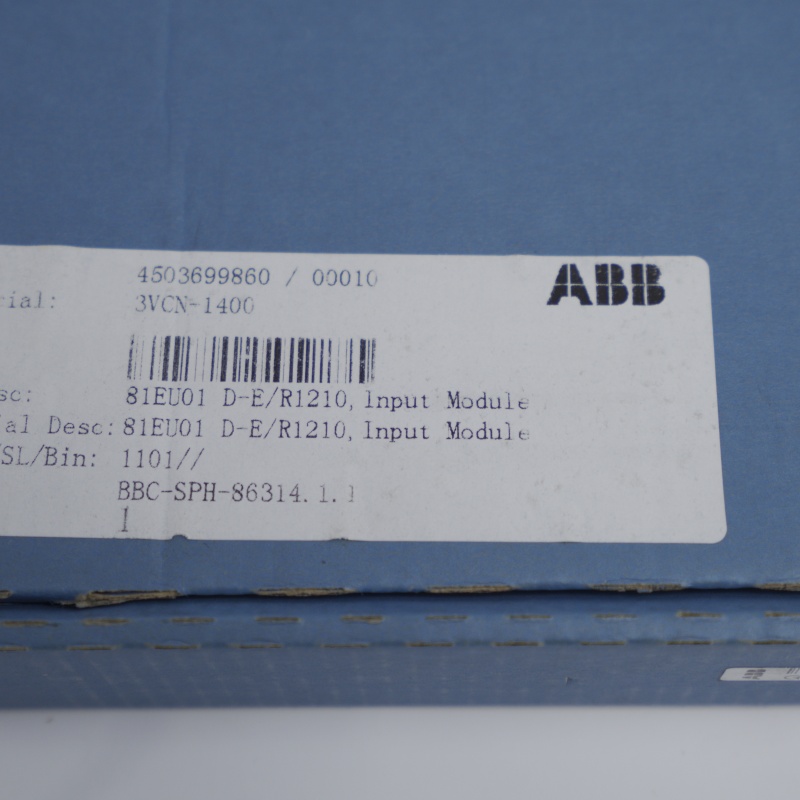 4503699860 / 00010
ABB
rial: 3VCN-1400
sc: 81EU01 D-E/R1210, Input Module
al Desc: 81EU01 D-E/R1210, Input Module
/SL/Bin: 1101//
BBC-SPH-86314.1.1
1